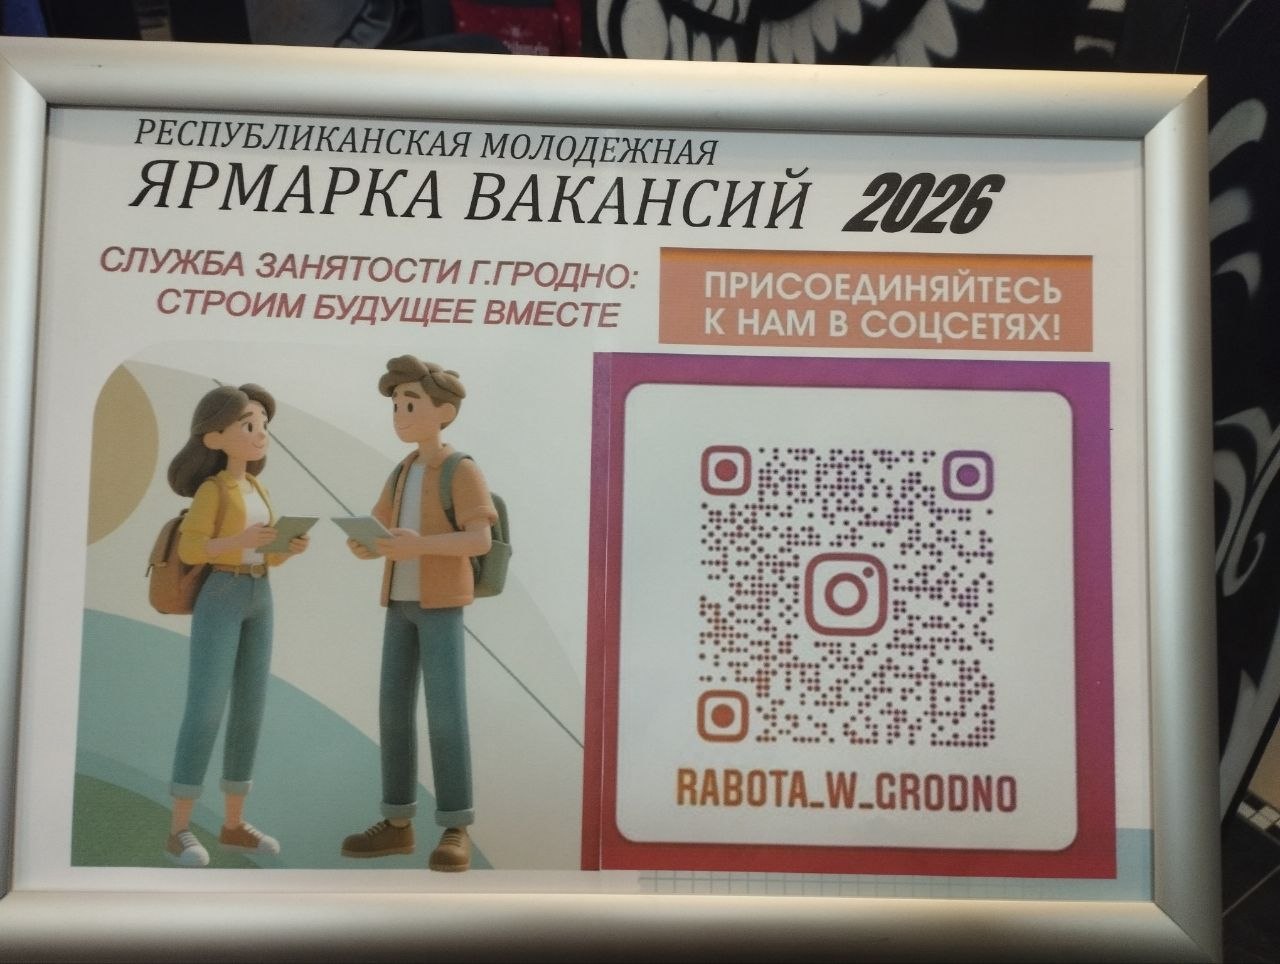 РЕСПУБЛИКАНСКАЯ МОЛОДЕЖНАЯ
ЯРМАРКА ВАКАНСИЙ 2026
СЛУЖБА ЗАНЯТОСТИ Г.ГРОДНО:
СТРОИМ БУДУЩЕЕ ВМЕСТЕ
ПРИСОЕДИНЯЙТЕСЬ
К НАМ В СОЦСЕТЯХ!
RABOTA_W_GRODNO